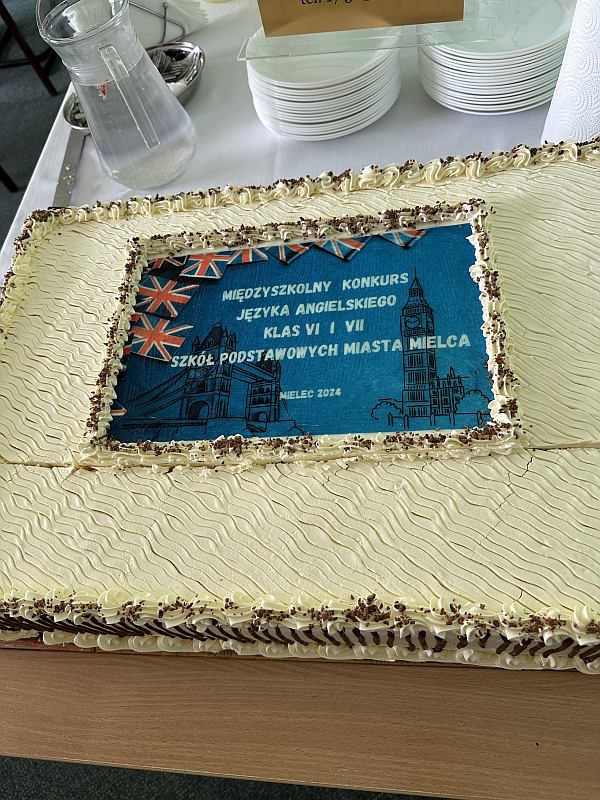 MIĘDZYSZKOLNY KONKURS
JĘZYKA ANGIELSKIEGO
KLAS VI I VII
SZKÓŁ PODSTAWOWYCH MIASTA MIELCA
MIELEC 2024